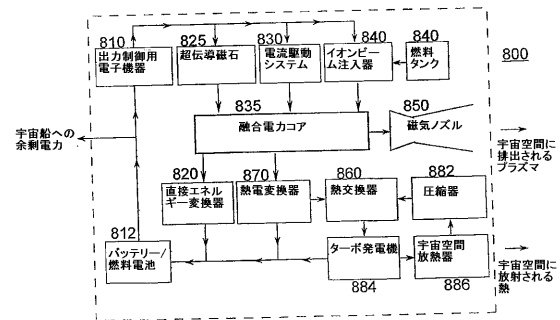 810
825
830
840
840
800
出力制御用
電子機器
超伝導磁石
電流駆動
システム
イオンビー
ム注入器
燃料
タンク
835
850
融合電力コア
磁気ノズル
宇宙船への
余剰電力
宇宙空間に
排出される
プラズマ
820
870
860
882
直接エネル
ギー変換器
熱電変換器
熱交換器
圧縮器
812
バッテリー/
燃料電池
ターボ発電機
宇宙空間
放熱器
宇宙空間に
放射される
熱
884
886